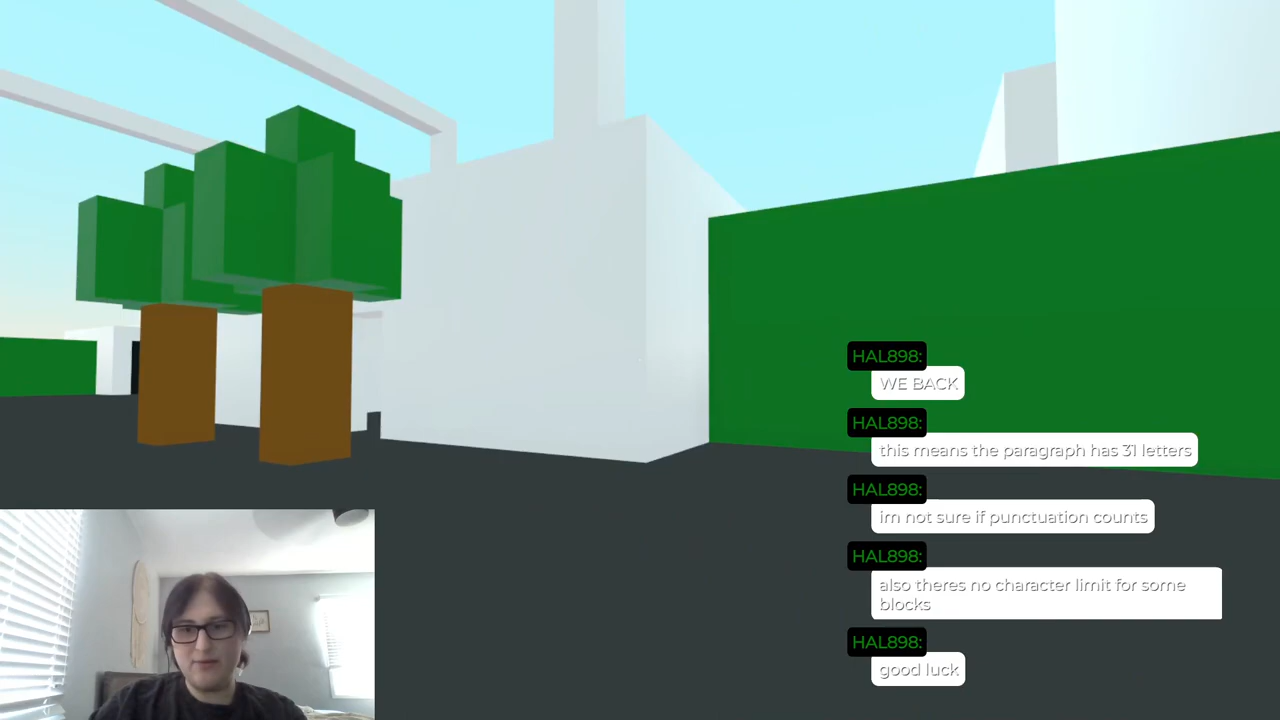 HAL898:
WE BACK
HAL898:
this means the paragraph has 31 letters
HAL898:
im not sure if punctuation counts
HAL898:
also theres no character limit for some
blocks
HAL898:
good luck